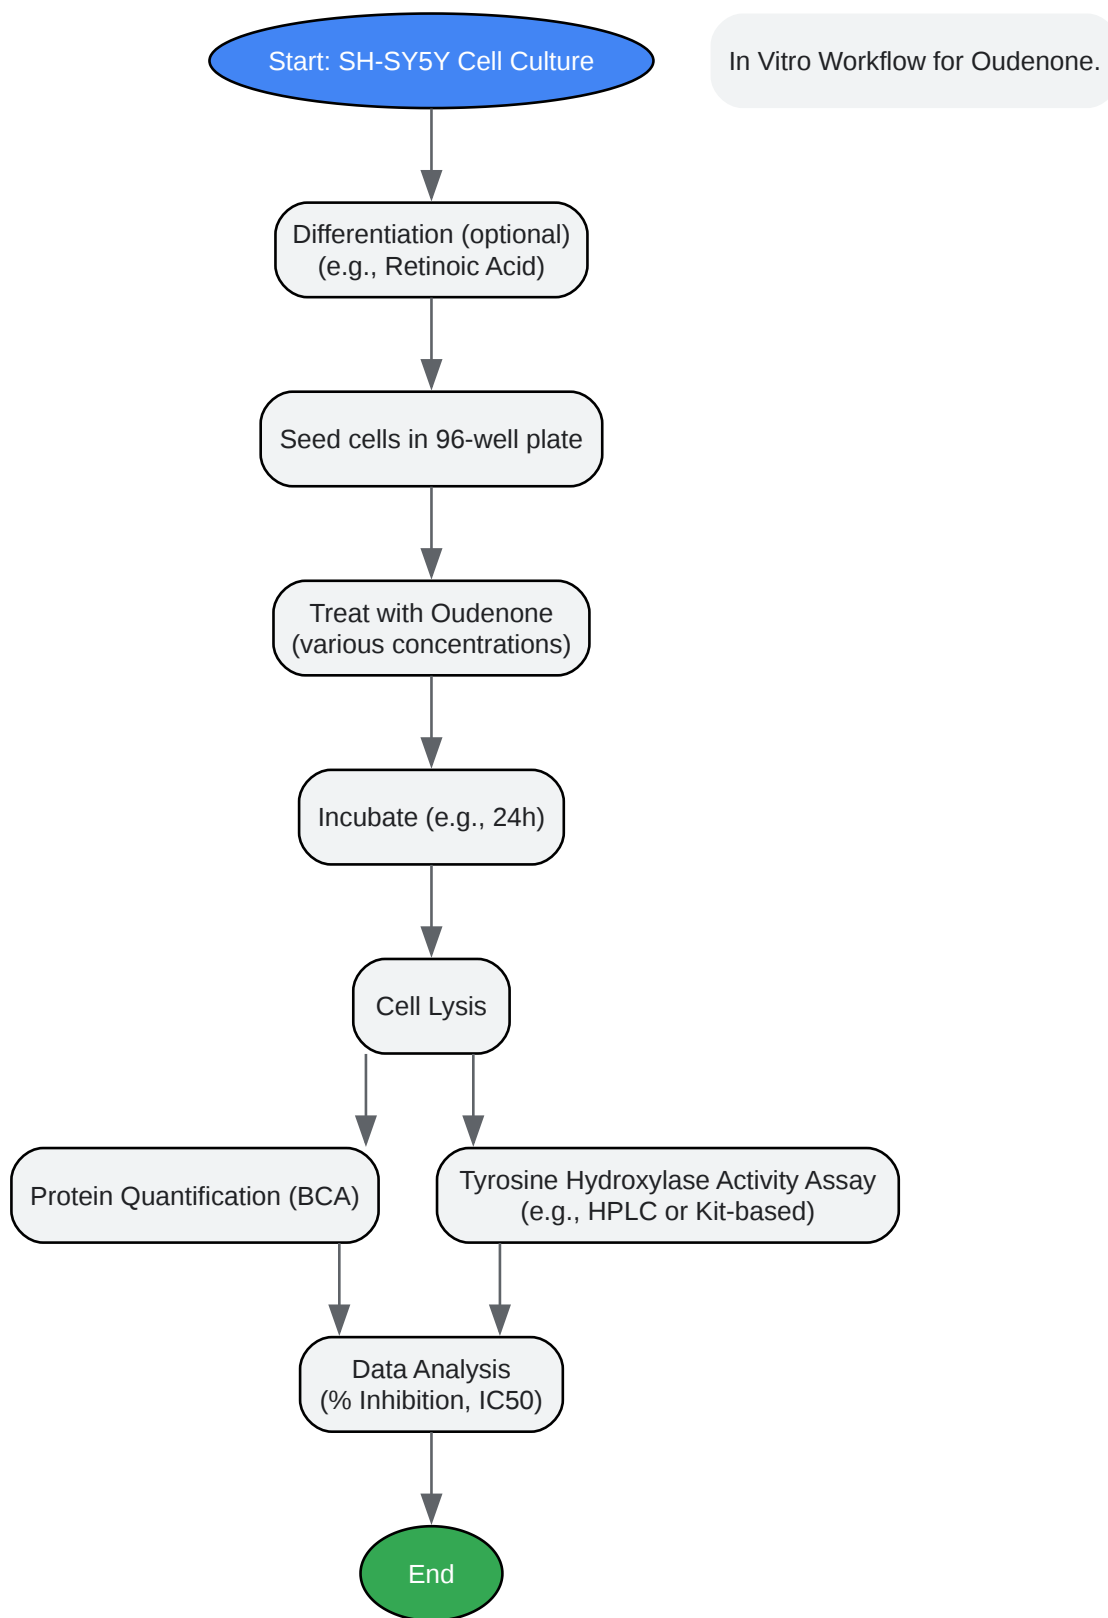 Start: SH-SY5Y Cell Culture
In Vitro Workflow for Oudenone.
Differentiation (optional)
(e.g., Retinoic Acid)
Seed cells in 96-well plate
Treat with Oudenone
(various concentrations)
Incubate (e.g., 24h)
Cell Lysis
Protein Quantification (BCA)
Tyrosine Hydroxylase Activity Assay
(e.g., HPLC or Kit-based)
Data Analysis
(% Inhibition, IC50)
End